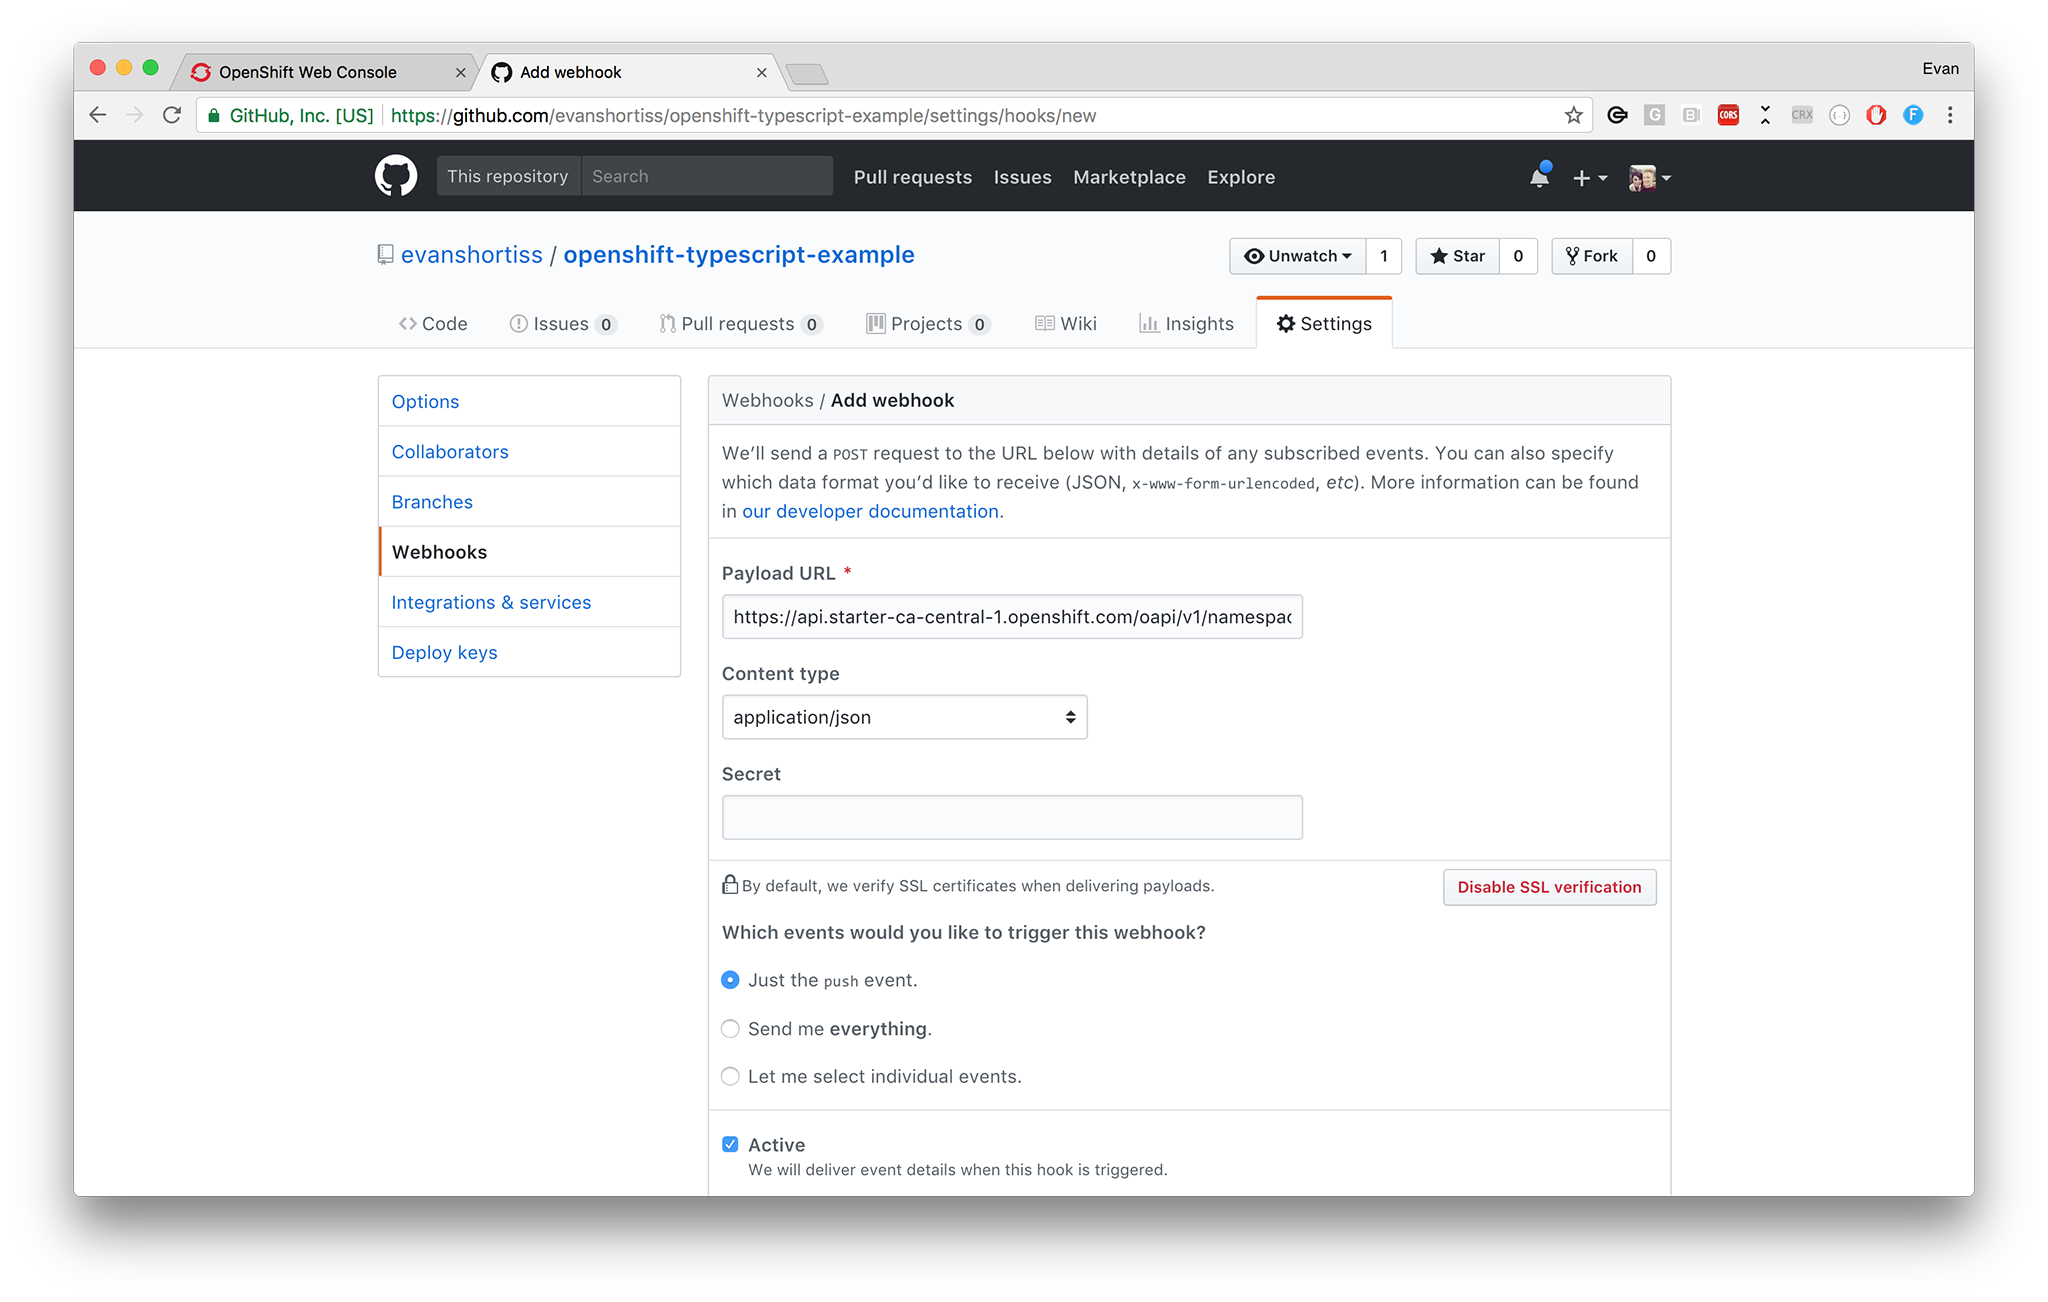 OpenShift Web Console
Add webhook
Evan
GitHub, Inc. [US]
https://github.com/evanshortiss/openshift-typescript-example/settings/hooks/new
G
B
CORS
CRX
F
This repository
Search
Pull requests
Issues
Marketplace
Explore
evanshortiss / openshift-typescript-example
Unwatch 1
Star 0
Fork 0
Code
Issues 0
Pull requests 0
Projects 0
Wiki
Insights
Settings
Options
Collaborators
Branches
Webhooks
Integrations & services
Deploy keys
Webhooks / Add webhook
We’ll send a POST request to the URL below with details of any subscribed events. You can also specify
which data format you’d like to receive (JSON, x-www-form-urlencoded, etc). More information can be found
in our developer documentation.
Payload URL *
https://api.starter-ca-central-1.openshift.com/oapi/v1/namespac
Content type
application/json
Secret
By default, we verify SSL certificates when delivering payloads.
Disable SSL verification
Which events would you like to trigger this webhook?
Just the push event.
Send me everything.
Let me select individual events.
Active
We will deliver event details when this hook is triggered.